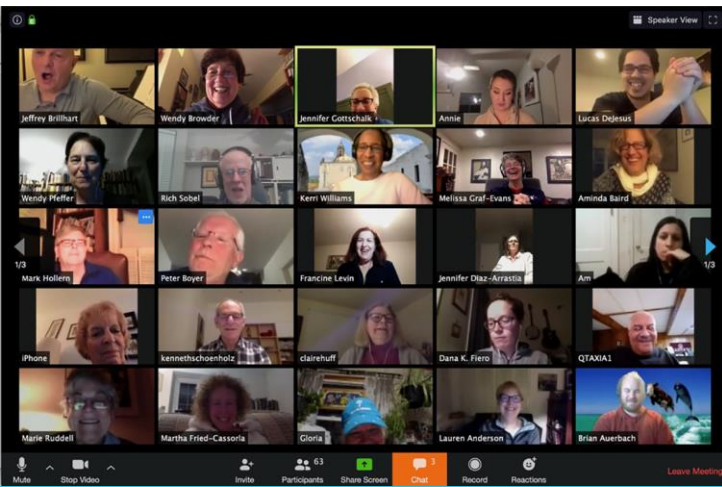 Speaker View
Jeffrey Brillhart
Wendy Browder
Jennifer Gottschalk
Annie
Lucas DeJesus
Wendy Pfeffer
Rich Sobel
Kerri Williams
Melissa Graf-Evans
Aminda Baird
1/3
Mark Hollern
Peter Boyer
Francine Levin
Jennifer Diaz-Arrastia
Am
1/3
iPhone
kennethschoenholz
clairehuff
Dana K. Fiero
QTAXIA1
Marie Ruddell
Martha Fried-Cassorla
Gloria
Lauren Anderson
Brian Auerbach
Mute
Stop Video
Invite
63
Participants
Share Screen
3
Chat
Record
Reactions
Leave Meeting